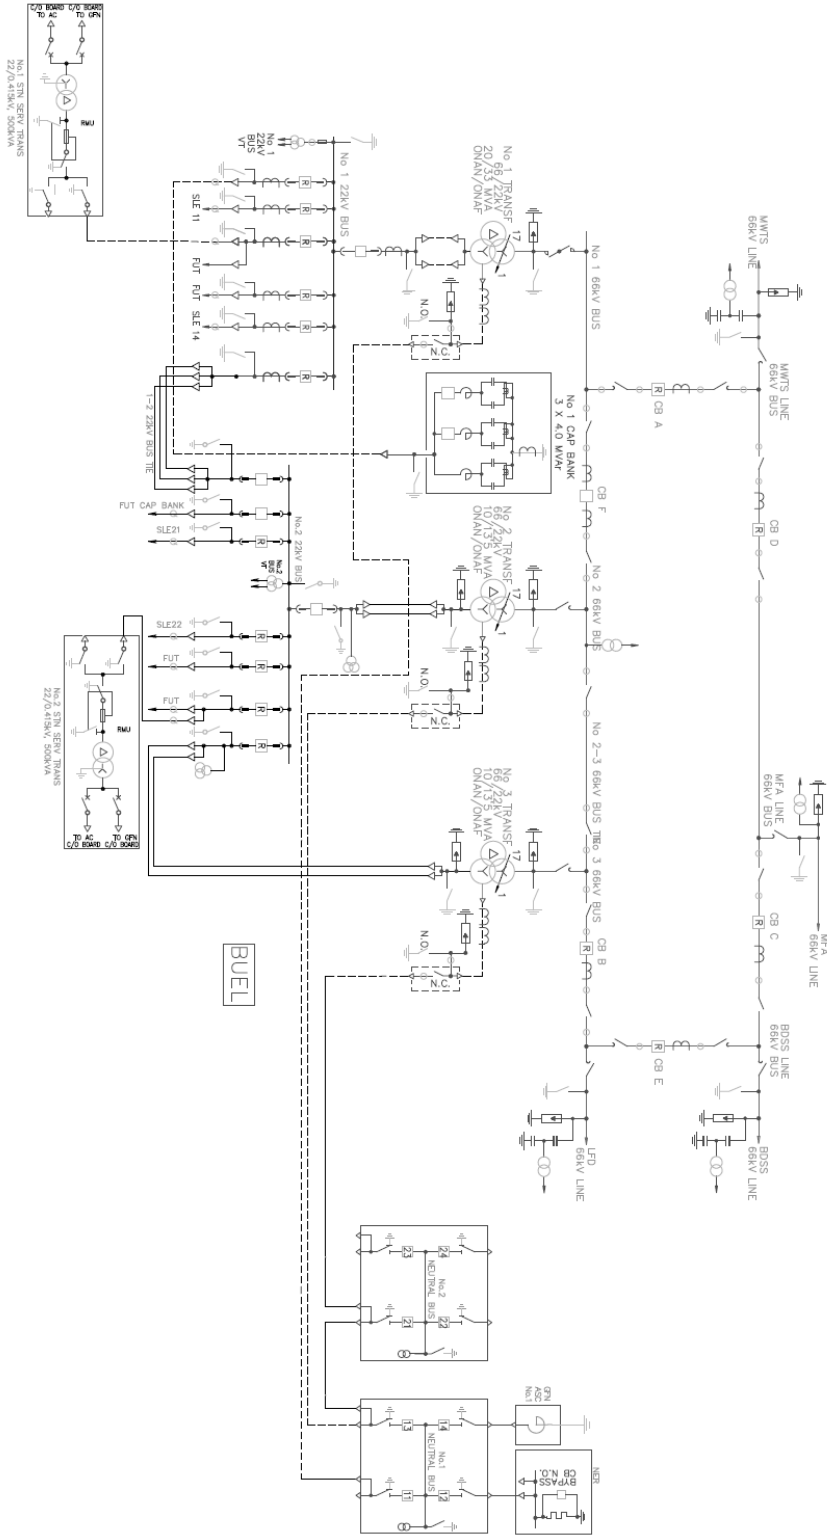 C/O BOARD
TO AC
C/O BOARD
TO GFN
No.1 STN SERV TRANS
22/0.415kV, 500kVA
RMU
No 1
22kV
BUS
VT
SLE 11
FUT
FUT
SLE 14
No 1 22kV BUS
1-2 22kV BUS TIE
R
R
R
R
R
R
No 1 TRANSF
66/22kV
20/33 MVA
ONAN/ONAF
17
1
N.O.
N.C.
No 1 66kV BUS
MWTS
66kV LINE
MWTS LINE
66kV BUS
R
CB A
No 1 CAP BANK
3 X 4.0 MVAr
CB F
R
CB D
FUT CAP BANK
SLE21
No.2 22kV BUS
No.2
22kV
BUS
VT
SLE22
FUT
FUT
R
R
R
R
No 2 TRANSF
66/22kV
10/13.5 MVA
ONAN/ONAF
17
1
N.O.
N.C.
No 2 66kV BUS
No 2-3 66kV BUS TIE
No.2 STN SERV TRANS
22/0.415kV, 500kVA
RMU
TO AC
C/O BOARD
TO GFN
C/O BOARD
No 3 TRANSF
66/22kV
10/13.5 MVA
ONAN/ONAF
17
1
N.O.
N.C.
No 3 66kV BUS
MFA LINE
66kV BUS
MFA
66kV LINE
R
CB C
R
CB B
R
CB E
BDSS LINE
66kV BUS
BDSS
66kV LINE
LFD
66kV LINE
BUEL
23
24
No.2
NEUTRAL BUS
21
22
13
14
No.1
NEUTRAL BUS
11
12
GFN
ASC
No.1
NER
BYPASS
CB N.O.